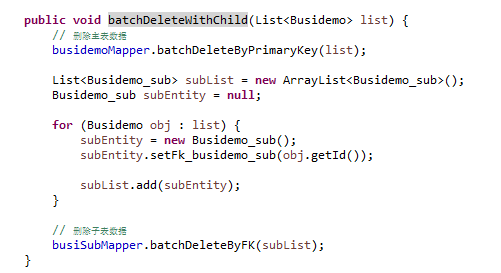 public void batchDeleteWithChild(List<Busidemo> list) {
// 删除主表数据
busidemoMapper.batchDeleteByPrimaryKey(list);
List<Busidemo_sub> subList = new ArrayList<Busidemo_sub>();
Busidemo_sub subEntity = null;
for (Busidemo obj : list) {
subEntity = new Busidemo_sub();
subEntity.setFk_busidemo_sub(obj.getId());
subList.add(subEntity);
}
// 删除子表数据
busiSubMapper.batchDeleteByFK(subList);
}